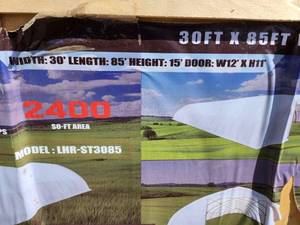 30FT X 85FT
WIDTH: 30' LENGTH: 85' HEIGHT: 15' DOOR: W12' X H11'
2400
SQ-FT AREA
MODEL : LHR-ST3085